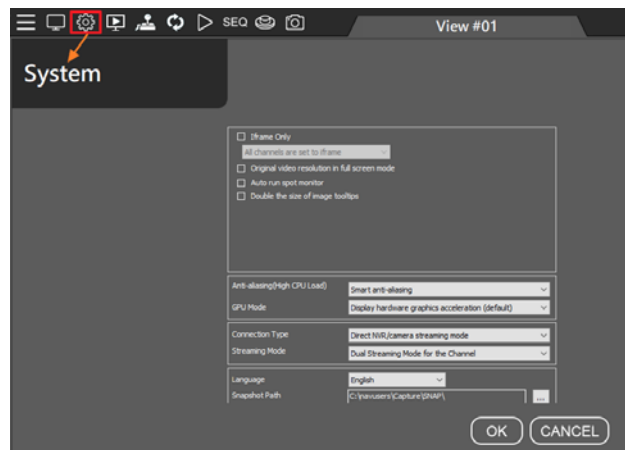 SEQ
View #01
System
Iframe Only
All channels are set to iframe
Original video resolution in full screen mode
Auto run spot monitor
Double the size of image tooltips
Anti-aliasing(High CPU Load) Smart anti-aliasing
GPU Mode Display hardware graphics acceleration (default)
Connection Type Direct NVR/camera streaming mode
Streaming Mode Dual Streaming Mode for the Channel
Language English
Snapshot Path C:\navusers\Capture\SNAP\ ...
OK CANCEL